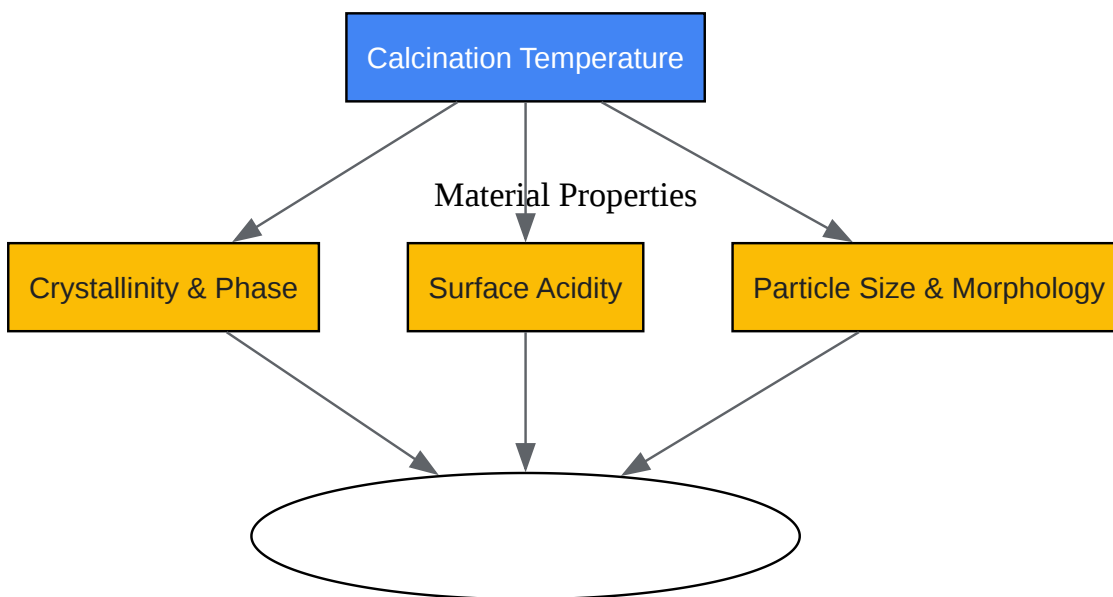 Calcination Temperature
Material Properties
Crystallinity & Phase
Surface Acidity
Particle Size & Morphology